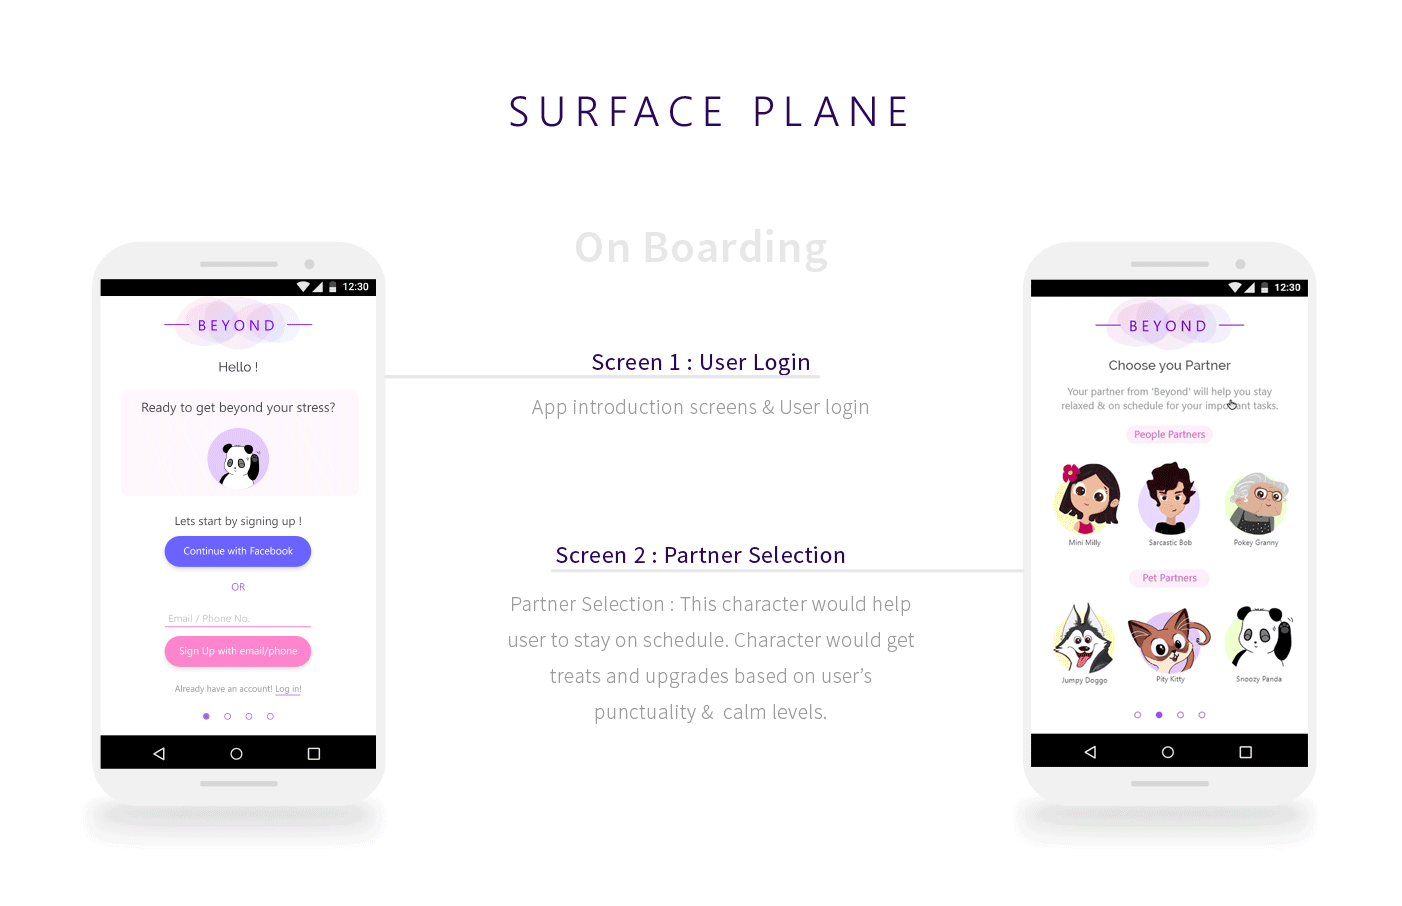 SURFACE PLANE
On Boarding
12:30
BEYOND
Hello !
Ready to get beyond your stress?
Lets start by signing up !
Continue with Facebook
OR
Email / Phone No.
Sign Up with email/phone
Already have an account! Log in!
Screen 1 : User Login
App introduction screens & User login
Screen 2 : Partner Selection
Partner Selection : This character would help
user to stay on schedule. Character would get
treats and upgrades based on user’s
punctuality & calm levels.
12:30
BEYOND
Choose you Partner
Your partner from 'Beyond' will help you stay
relaxed & on schedule for your important tasks.
People Partners
Mini Milly
Sarcastic Bob
Pokey Granny
Pet Partners
Jumpy Doggo
Pity Kitty
Snoozy Panda